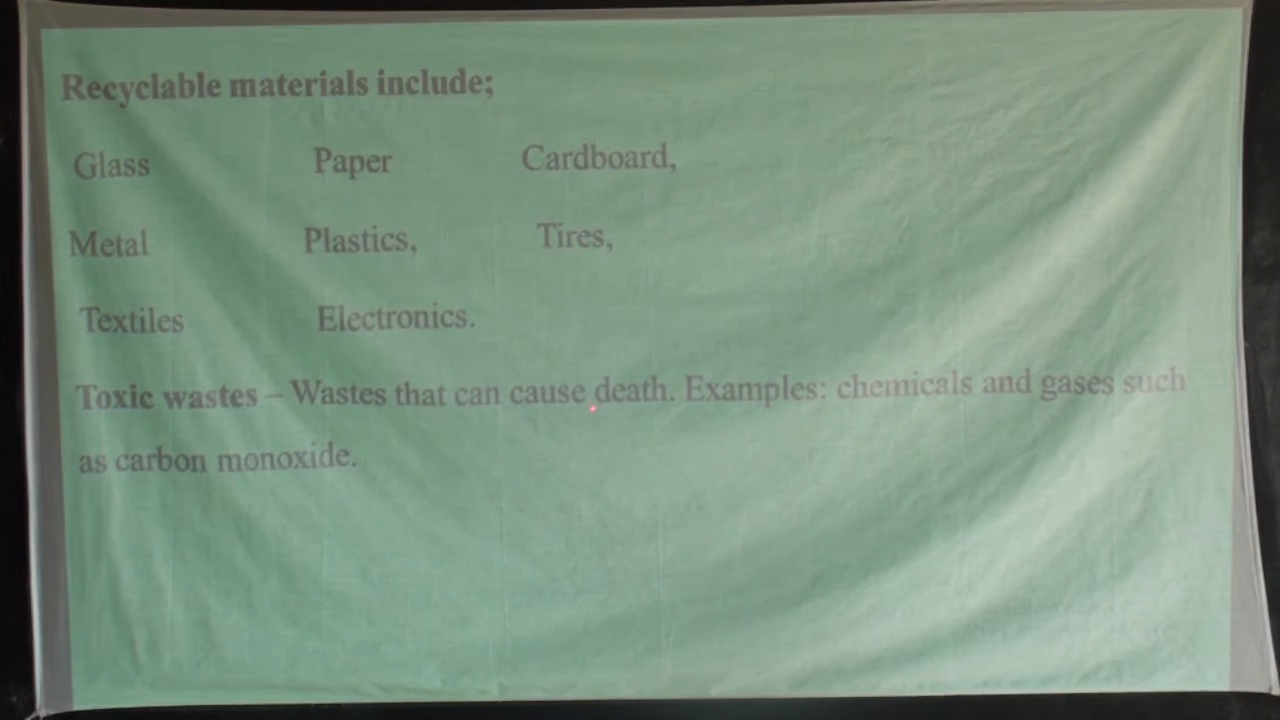 Recyclable materials include;
Glass Paper Cardboard,
Metal Plastics, Tires,
Textiles Electronics.
Toxic wastes – Wastes that can cause death. Examples: chemicals and gases such
as carbon monoxide.